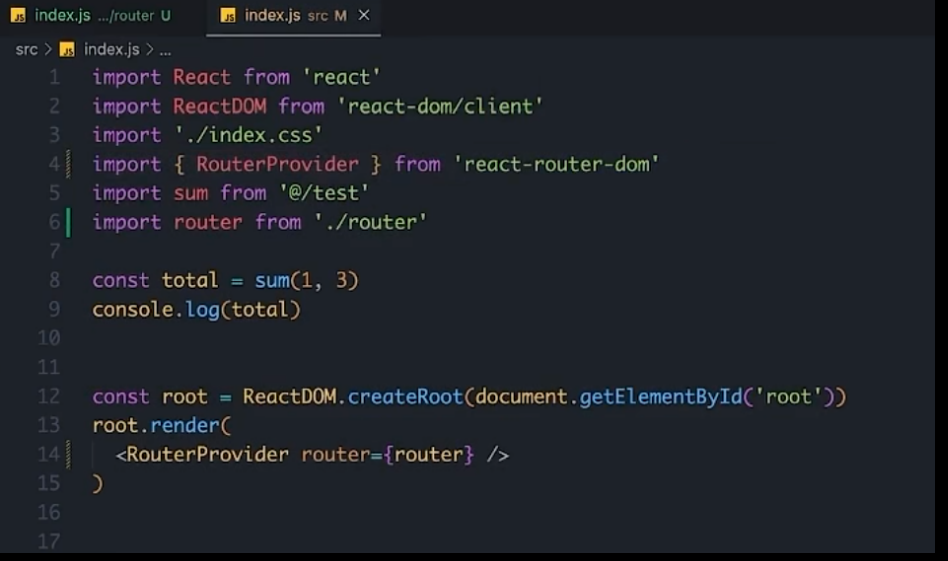 JS index.js .../router U
JS index.js src M ×
src > JS index.js > ...
1 import React from 'react'
2 import ReactDOM from 'react-dom/client'
3 import './index.css'
4 import { RouterProvider } from 'react-router-dom'
5 import sum from '@/test'
6 import router from './router'
7
8 const total = sum(1, 3)
9 console.log(total)
10
11
12 const root = ReactDOM.createRoot(document.getElementById('root'))
13 root.render(
14   <RouterProvider router={router} />
15 )
16
17